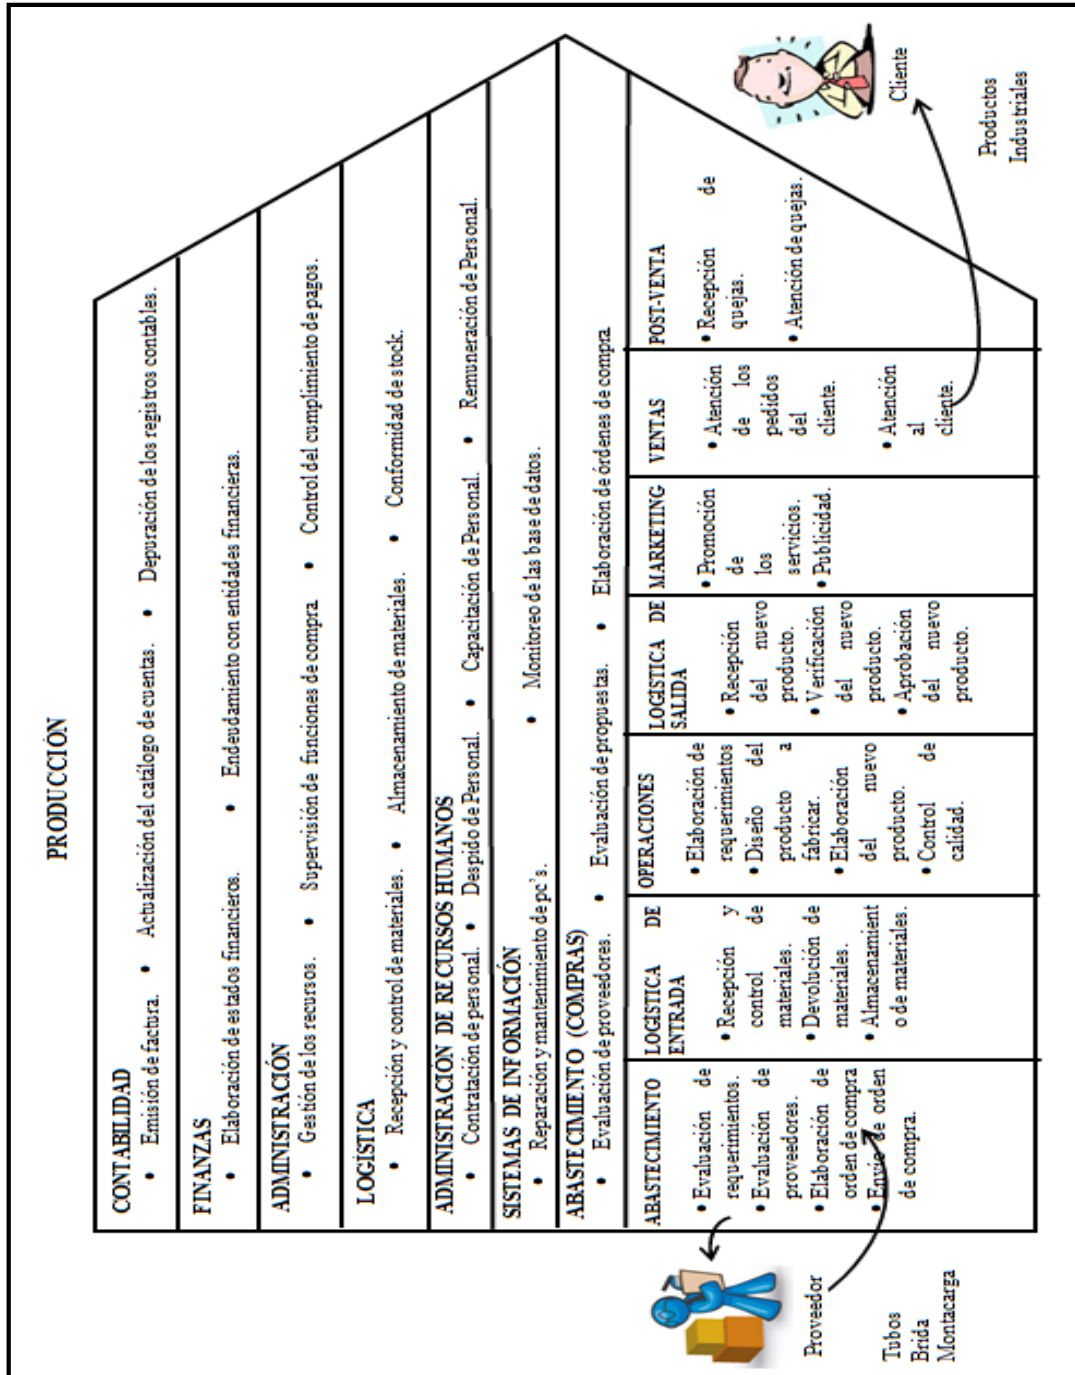 PRODUCCIÓN
CONTABILIDAD
• Emisión de factura. • Actualización del catálogo de cuentas. • Depuración de los registros contables.
FINANZAS
• Elaboración de estados financieros. • Endeudamiento con entidades financieras.
ADMINISTRACIÓN
• Gestión de los recursos. • Supervisión de funciones de compra • Control del cumplimiento de pagos.
LOGÍSTICA
• Recepción y control de materiales. • Almacenamiento de materiales. • Conformidad de stock.
ADMINISTRACION DE RECURSOS HUMANOS
• Contratación de personal. • Despido de Personal. • Capacitación de Personal. • Remuneración de Personal.
SISTEMAS DE INFORMACIÓN
• Reparación y mantenimiento de pc's. • Monitoreo de las base de datos.
ABASTECIMIENTO (COMPRAS)
• Evaluación de proveedores. • Evaluación de propuestas. • Elaboración de órdenes de compra
ABASTECIMIENTO
• Evaluación de
requerimientos.
• Evaluación de
proveedores.
• Elaboración de
orden de compra
• Envío de orden
de compra.
LOGÍSTICA DE
ENTRADA
• Recepción y
control de
materiales.
• Devolución de
materiales.
• Almacenamient
o de materiales.
OPERACIONES
• Elaboración de
requerimientos
• Diseño del
producto a
fabricar.
• Elaboración
del nuevo
producto.
• Control de
calidad.
LOGÍSTICA DE
SALIDA
• Recepción
del nuevo
producto.
• Verificación
del nuevo
producto.
• Aprobación
del nuevo
producto.
MARKETING
• Promoción
de
los
servicios.
• Publicidad.
VENTAS
• Atención
de los
pedidos
del
cliente.
• Atención
al
cliente.
POST-VENTA
• Recepción de
quejas.
• Atención de quejas.
Proveedor
Tubos
Brida
Montacarga
Cliente
Productos
Industriales